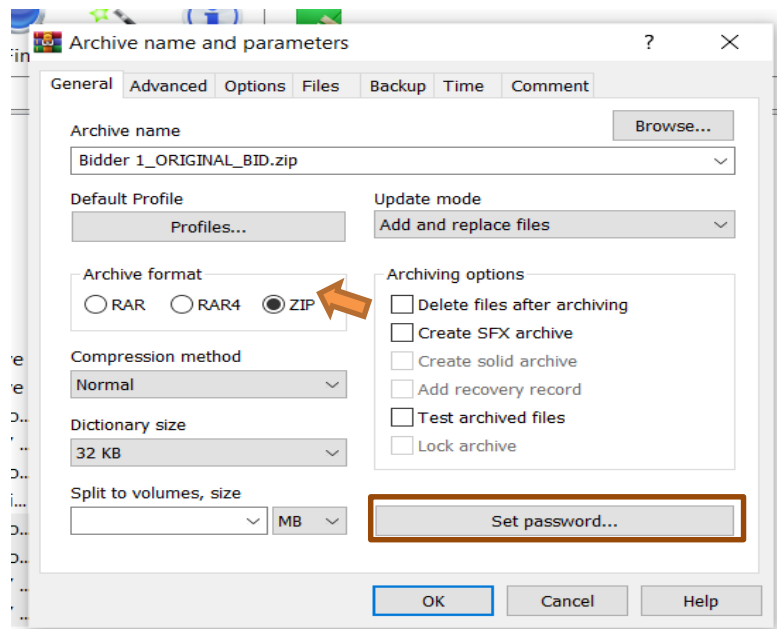 Fin
Archive name and parameters
?
General Advanced Options Files Backup Time Comment
Archive name
Browse...
Bidder 1_ORIGINAL_BID.zip
Default Profile
Profiles...
Update mode
Add and replace files
Archive format
RAR RAR4 ZIP
Compression method
Normal
Dictionary size
32 KB
Split to volumes, size
MB
Archiving options
Delete files after archiving
Create SFX archive
Create solid archive
Add recovery record
Test archived files
Lock archive
Set password...
OK Cancel Help